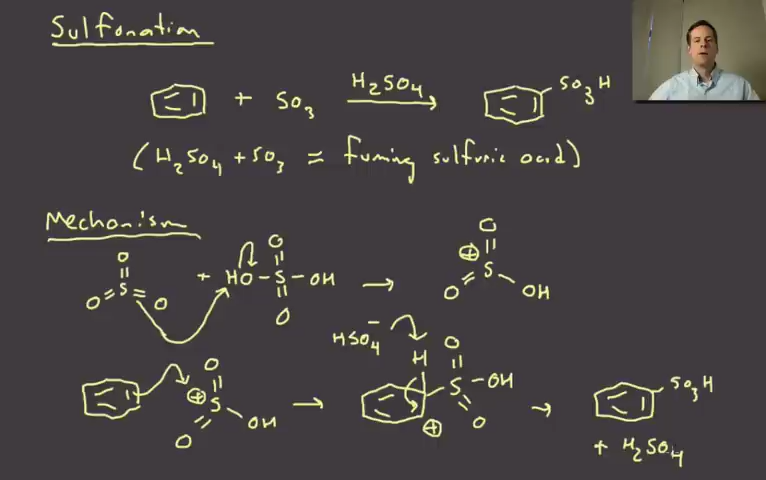 Sulfonation
+ SO3 H2SO4 SO3H
(H2SO4 + SO3 = fuming sulfuric acid)
Mechanism
O O S O + HO-S-OH O O ⊕ O S O OH
⊕ O S O OH HSO4⁻ H O S-OH O ⊕ SO3H
+ H2SO4